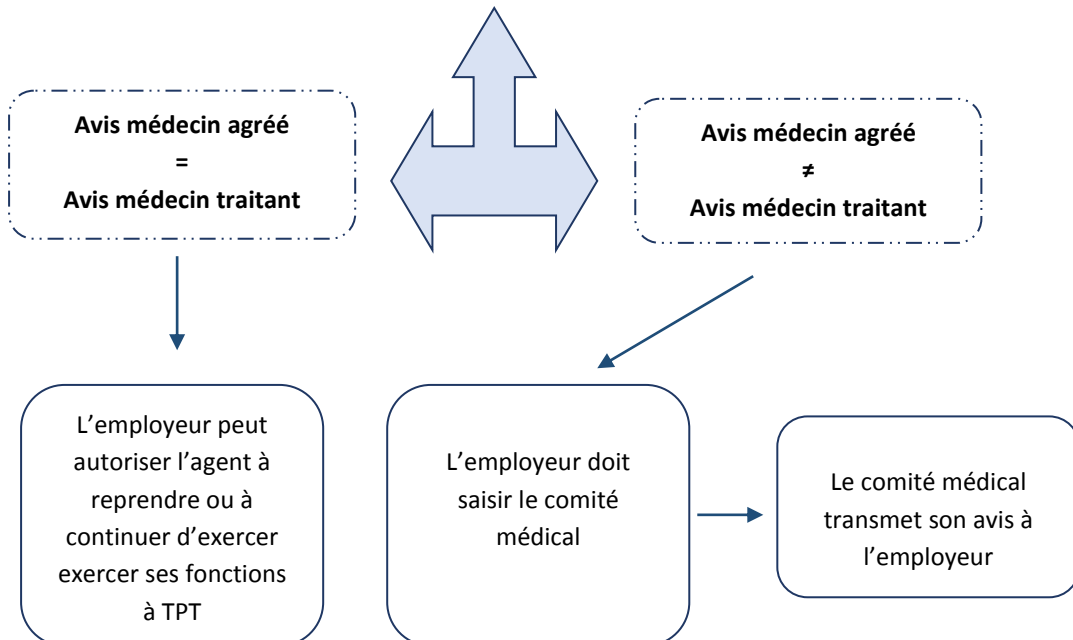 Avis médecin agréé
=
Avis médecin traitant
Avis médecin agréé
≠
Avis médecin traitant
L’employeur peut
autoriser l’agent à
reprendre ou à
continuer d’exercer
exercer ses fonctions
à TPT
L’employeur doit
saisir le comité
médical
Le comité médical
transmet son avis à
l’employeur